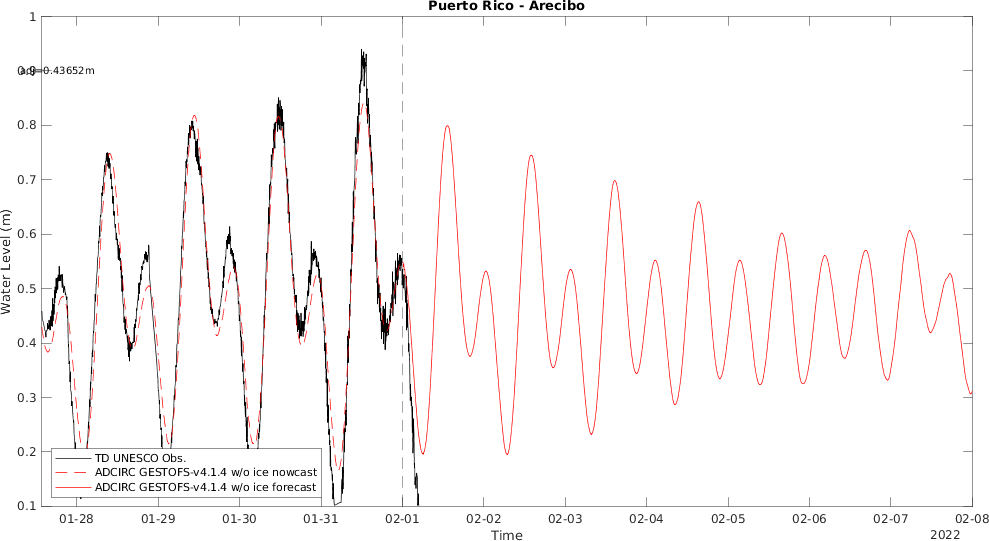 Puerto Rico - Arecibo
Water Level (m)
1
0.9
adj=0.43652m
0.8
0.7
0.6
0.5
0.4
0.3
0.2
0.1
TD UNESCO Obs.
ADCIRC GESTOFS-v4.1.4 w/o ice nowcast
ADCIRC GESTOFS-v4.1.4 w/o ice forecast
01-28 01-29 01-30 01-31 02-01 02-02 02-03 02-04 02-05 02-06 02-07 02-08
Time
2022